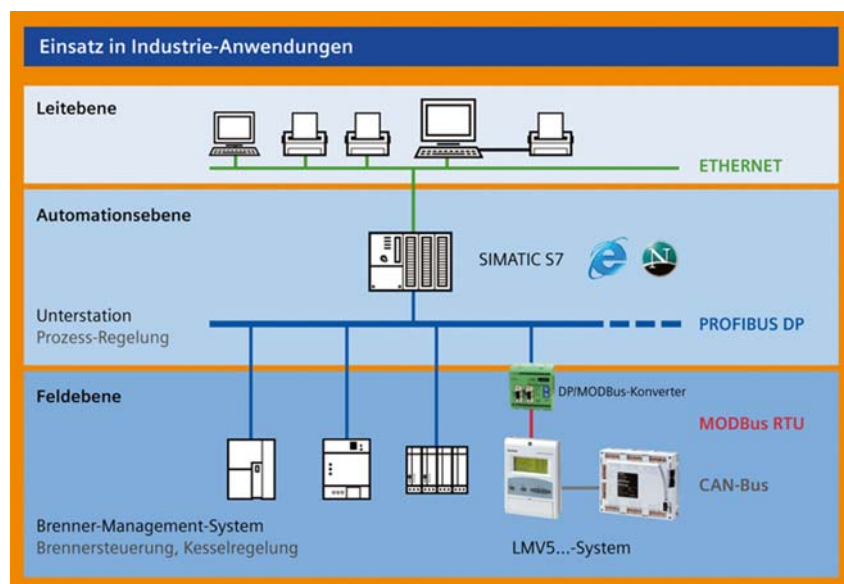 Einsatz in Industrie-Anwendungen
Leitebene
ETHERNET
Automationsebene
SIMATIC S7
Unterstation
Prozess-Regelung
PROFIBUS DP
Feldebene
DP/MODBus-Konverter
MODBus RTU
CAN-Bus
Brenner-Management-System
Brennersteuerung, Kesselregelung
LMV5...-System